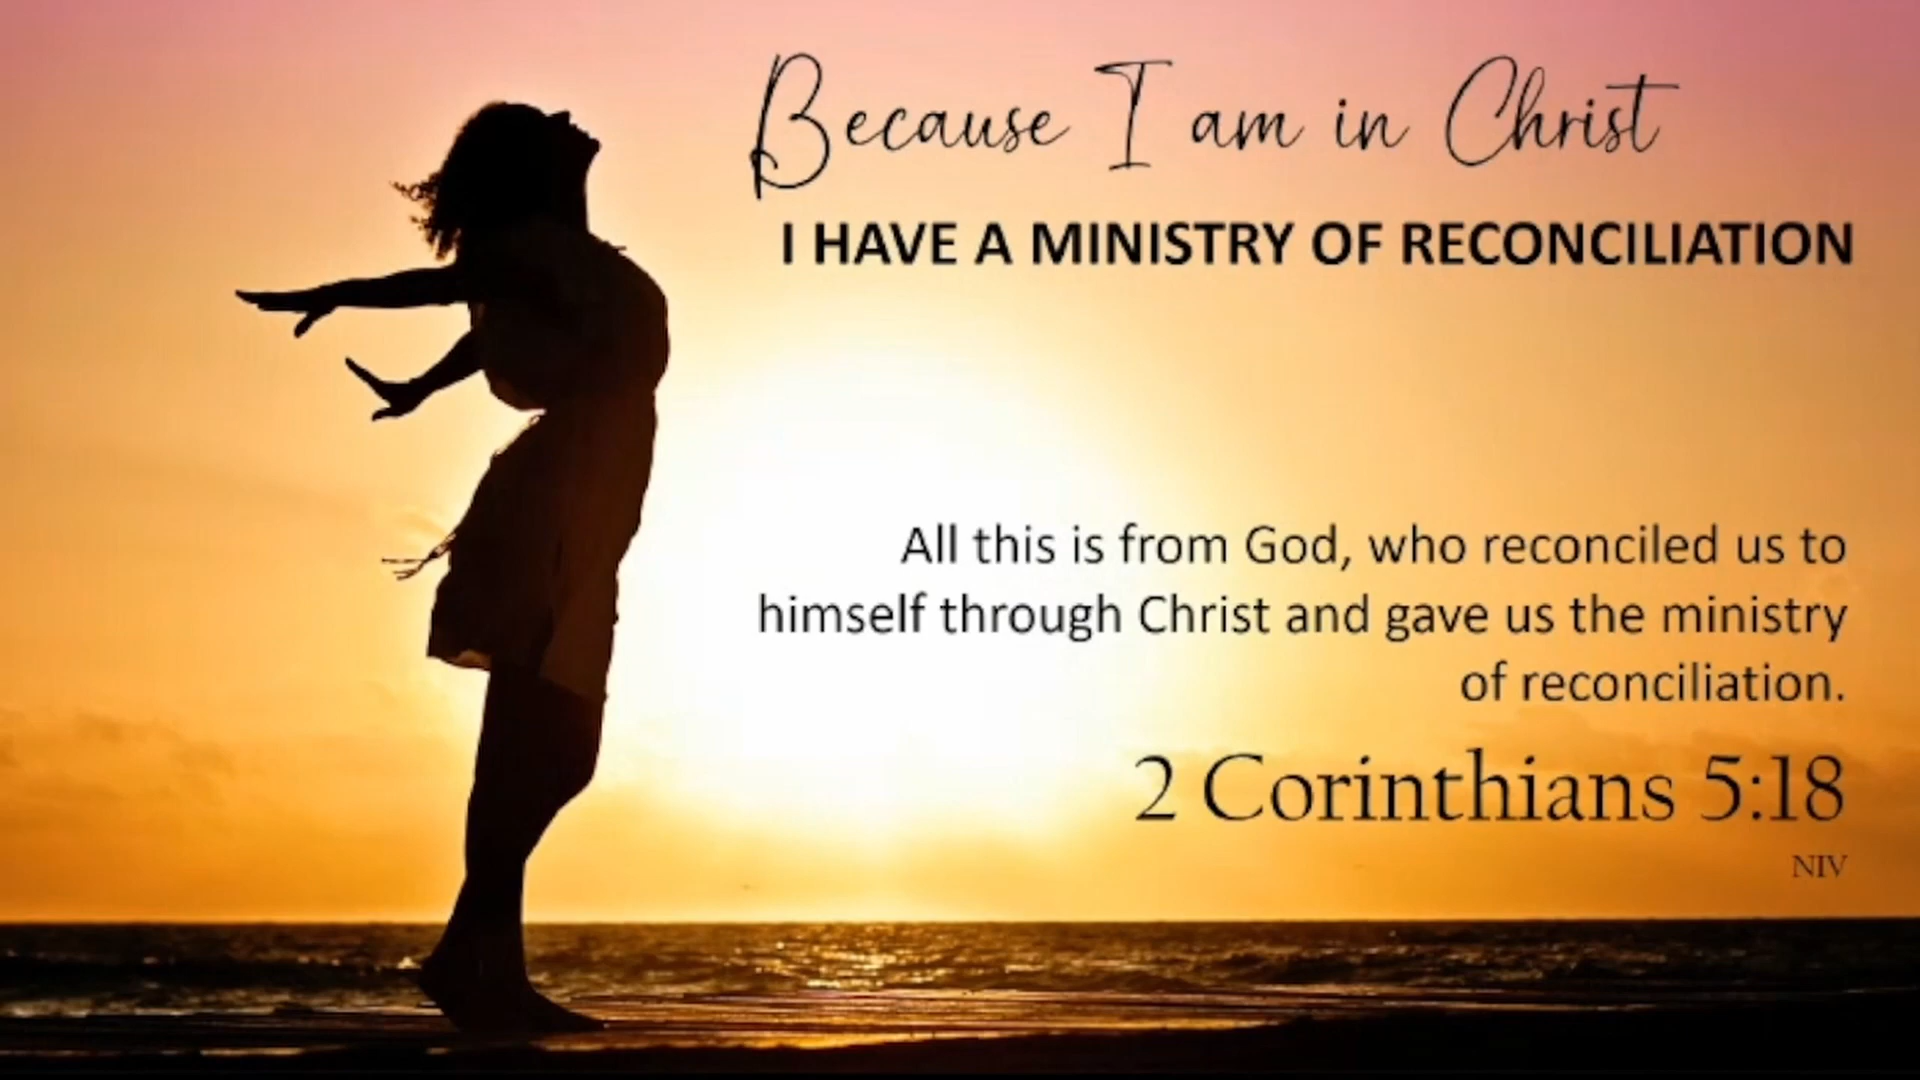 Because I am in Christ
I HAVE A MINISTRY OF RECONCILIATION
All this is from God, who reconciled us to
himself through Christ and gave us the ministry
of reconciliation.
2 Corinthians 5:18
NIV